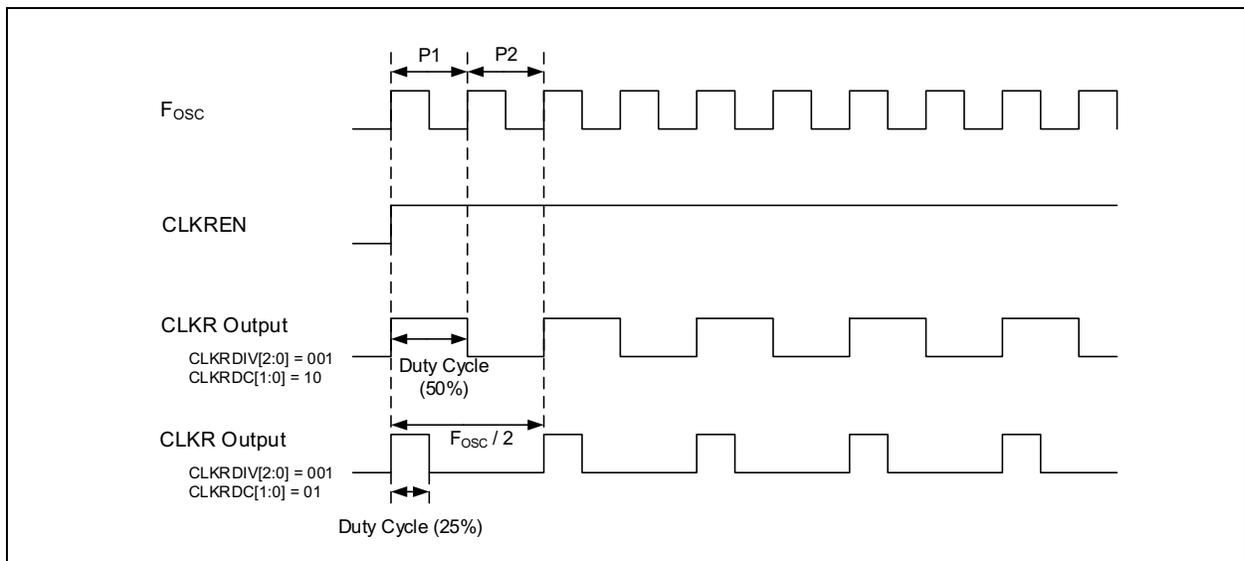 P1 P2
FOSC
CLKREN
CLKR Output
CLKRDIV[2:0] = 001
CLKRDC[1:0] = 10
Duty Cycle
(50%)
FOSC / 2
CLKR Output
CLKRDIV[2:0] = 001
CLKRDC[1:0] = 01
Duty Cycle (25%)